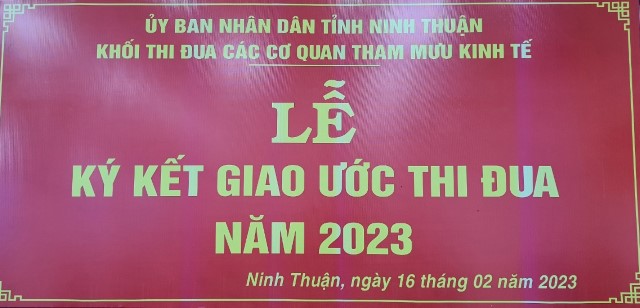 ỦY BAN NHÂN DÂN TỈNH NINH THUẬN
KHỐI THI ĐUA CÁC CƠ QUAN THAM MƯU KINH TẾ
LỄ
KÝ KẾT GIAO ƯỚC THI ĐUA
NĂM 2023
Ninh Thuận, ngày 16 tháng 02 năm 2023